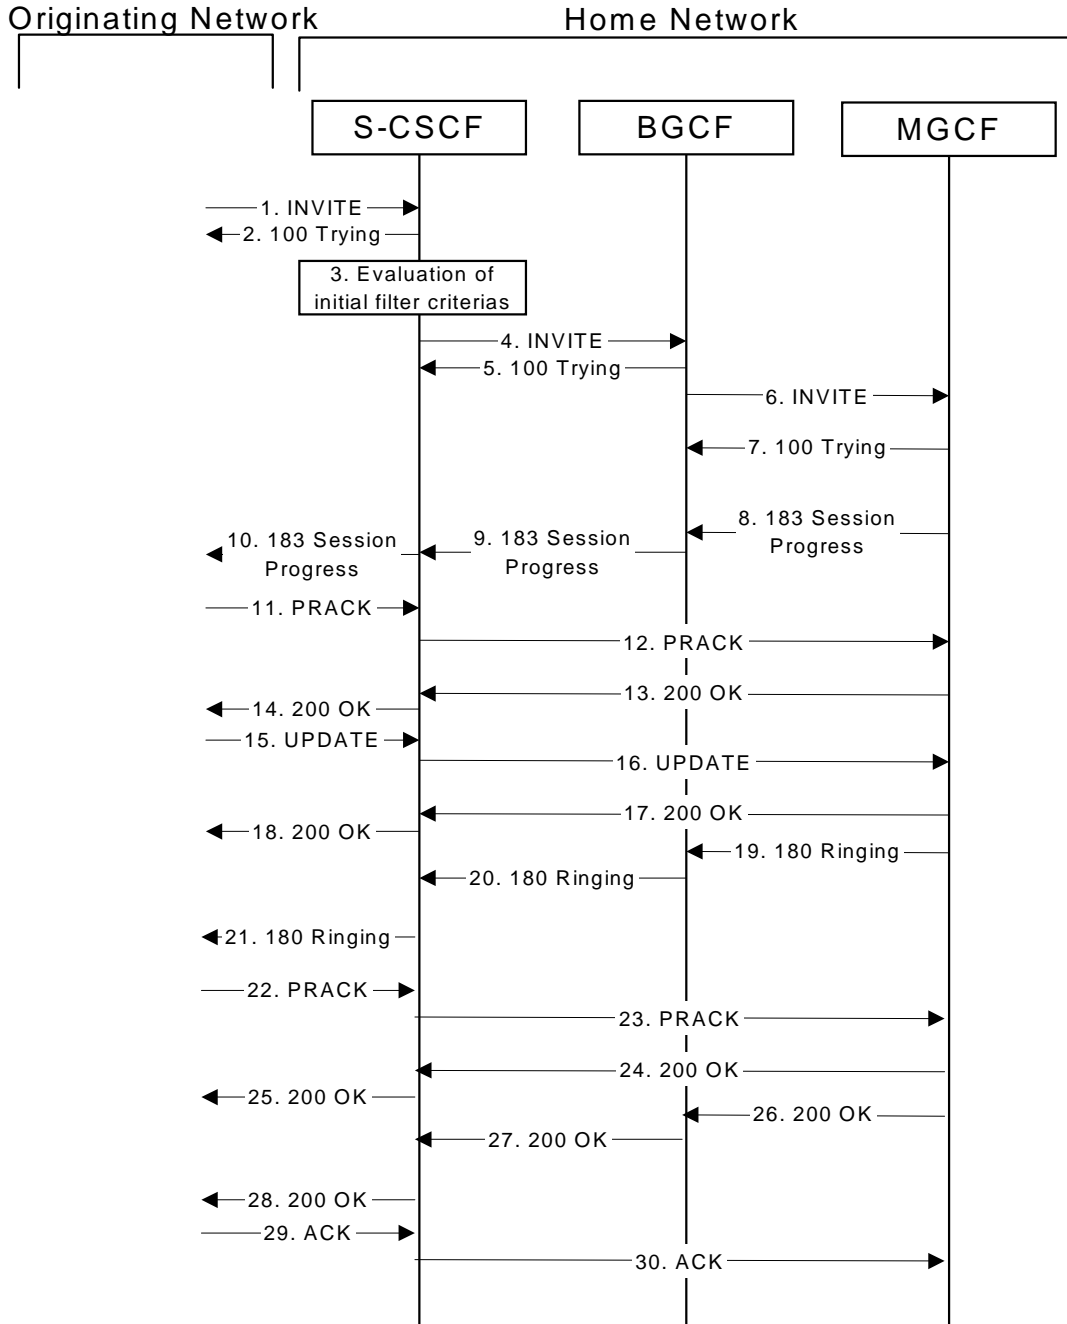 Originating Network
Home Network
S-CSCF
BGCF
MGCF
1. INVITE
2. 100 Trying
3. Evaluation of
initial filter criterias
4. INVITE
5. 100 Trying
6. INVITE
7. 100 Trying
8. 183 Session
Progress
9. 183 Session
Progress
10. 183 Session
Progress
11. PRACK
12. PRACK
13. 200 OK
14. 200 OK
15. UPDATE
16. UPDATE
17. 200 OK
18. 200 OK
19. 180 Ringing
20. 180 Ringing
21. 180 Ringing
22. PRACK
23. PRACK
24. 200 OK
25. 200 OK
26. 200 OK
27. 200 OK
28. 200 OK
29. ACK
30. ACK